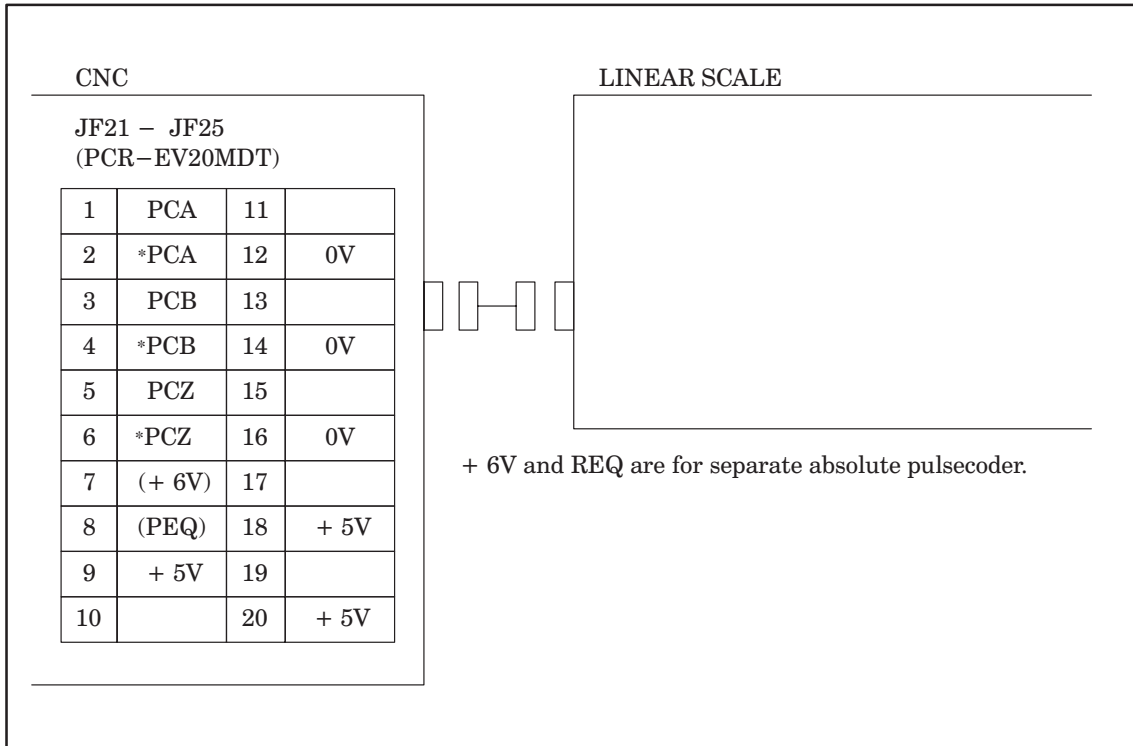 CNC
LINEAR SCALE
JF21 − JF25
(PCR−EV20MDT)
1 PCA 11
2 *PCA 12 0V
3 PCB 13
4 *PCB 14 0V
5 PCZ 15
6 *PCZ 16 0V
7 (+ 6V) 17
8 (PEQ) 18 + 5V
9 + 5V 19
10 20 + 5V
+ 6V and REQ are for separate absolute pulsecoder.